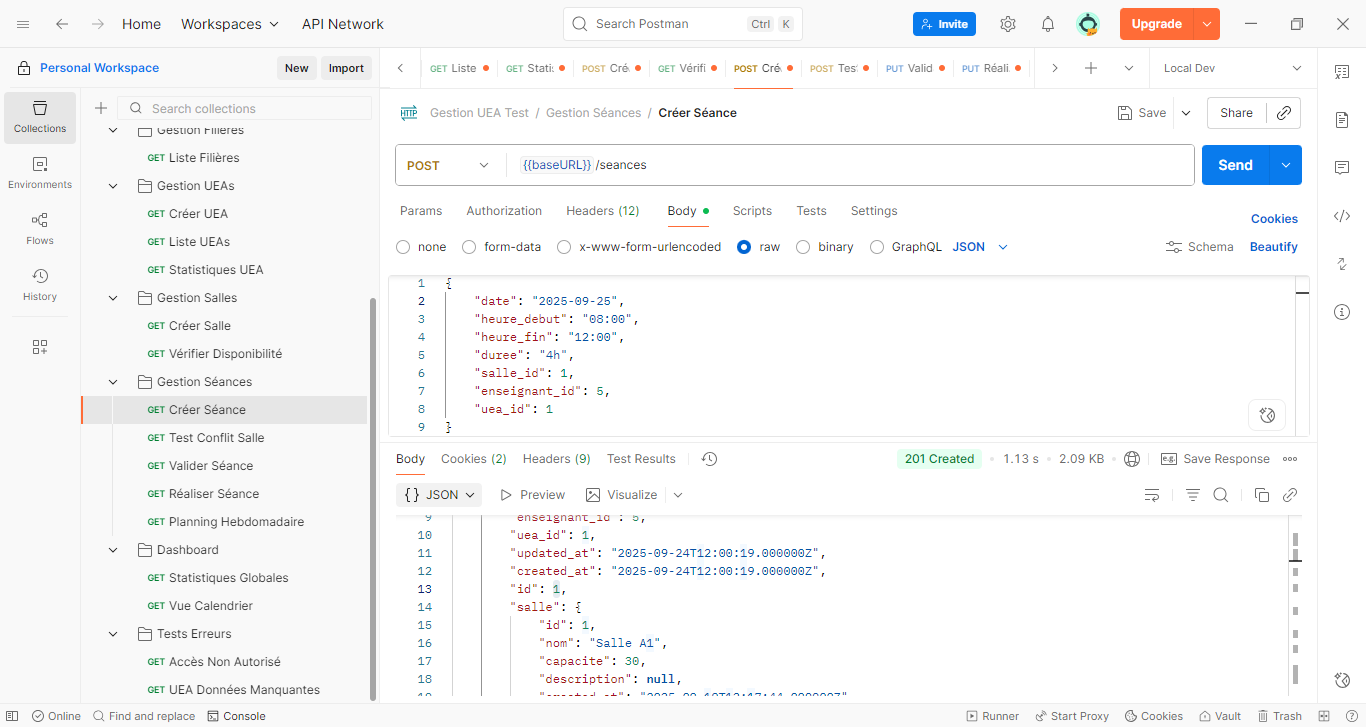 Home
Workspaces
API Network
Search Postman
Ctrl K
Invite
Upgrade
Personal Workspace
New
Import
GET Liste
GET Statis
POST Cré
GET Vérifi
POST Cré
POST Tes
PUT Valid
PUT Réali
Local Dev
Collections
Environments
Flows
History
Search collections
Gestion Filières
GET Liste Filières
Gestion UEAs
GET Créer UEA
GET Liste UEAs
GET Statistiques UEA
Gestion Salles
GET Créer Salle
GET Vérifier Disponibilité
Gestion Séances
GET Créer Séance
GET Test Conflit Salle
GET Valider Séance
GET Réaliser Séance
GET Planning Hebdomadaire
Dashboard
GET Statistiques Globales
GET Vue Calendrier
Tests Erreurs
GET Accès Non Autorisé
GET UEA Données Manquantes
HTTP
Gestion UEA Test / Gestion Séances / Créer Séance
Save
Share
POST
{{baseURL}} /seances
Send
Params
Authorization
Headers (12)
Body
Scripts
Tests
Settings
Cookies
none
form-data
x-www-form-urlencoded
raw
binary
GraphQL
JSON
Schema
Beautify
1 {
2 "date": "2025-09-25",
3 "heure_debut": "08:00",
4 "heure_fin": "12:00",
5 "duree": "4h",
6 "salle_id": 1,
7 "enseignant_id": 5,
8 "uea_id": 1
9 }
Body
Cookies (2)
Headers (9)
Test Results
201 Created
1.13 s
2.09 KB
e.g.
Save Response
{} JSON
Preview
Visualize
9 "enseignant_id": 5,
10 "uea_id": 1,
11 "updated_at": "2025-09-24T12:00:19.000000Z",
12 "created_at": "2025-09-24T12:00:19.000000Z",
13 "id": 1,
14 "salle": {
15 "id": 1,
16 "nom": "Salle A1",
17 "capacite": 30,
18 "description": null,
Online
Find and replace
Console
Runner
Start Proxy
Cookies
Vault
Trash